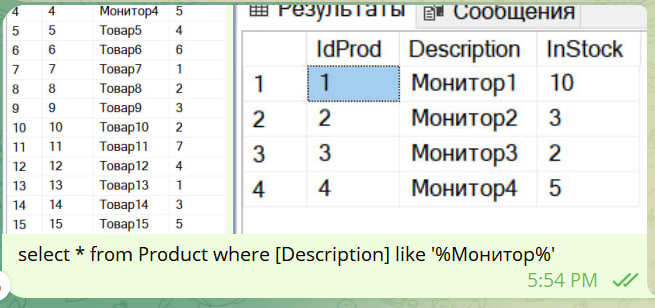 4 4 Монитор4 5
5 5 Товар5 4
6 6 Товар6 6
7 7 Товар7 1
8 8 Товар8 2
9 9 Товар9 3
10 10 Товар10 2
11 11 Товар11 7
12 12 Товар12 4
13 13 Товар13 1
14 14 Товар14 3
15 15 Товар15 5
Результаты Сообщения
IdProd Description InStock
1 1 Монитор1 10
2 2 Монитор2 3
3 3 Монитор3 2
4 4 Монитор4 5
select * from Product where [Description] like '%Монитор%'
5:54 PM